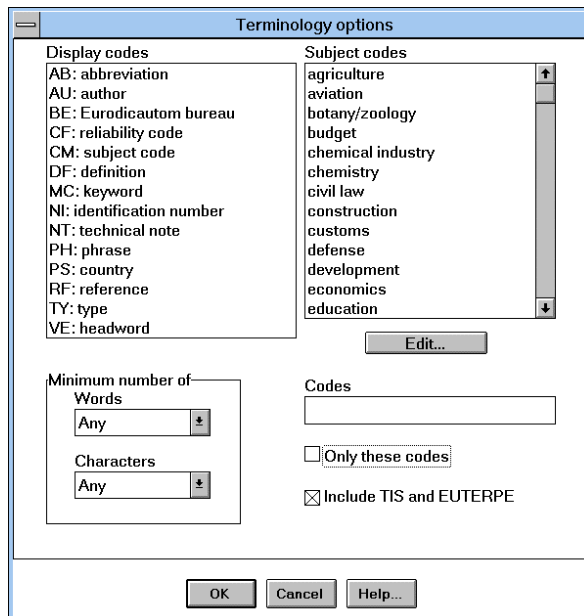 Terminology options
Display codes
AB: abbreviation
AU: author
BE: Eurodicautom bureau
CF: reliability code
CM: subject code
DF: definition
MC: keyword
NI: identification number
NT: technical note
PH: phrase
PS: country
RF: reference
TY: type
VE: headword
Subject codes
agriculture
aviation
botany/zoology
budget
chemical industry
chemistry
civil law
construction
customs
defense
development
economics
education
Edit...
Minimum number of
Words
Any
Characters
Any
Codes
Only these codes
Include TIS and EUTERPE
OK
Cancel
Help...